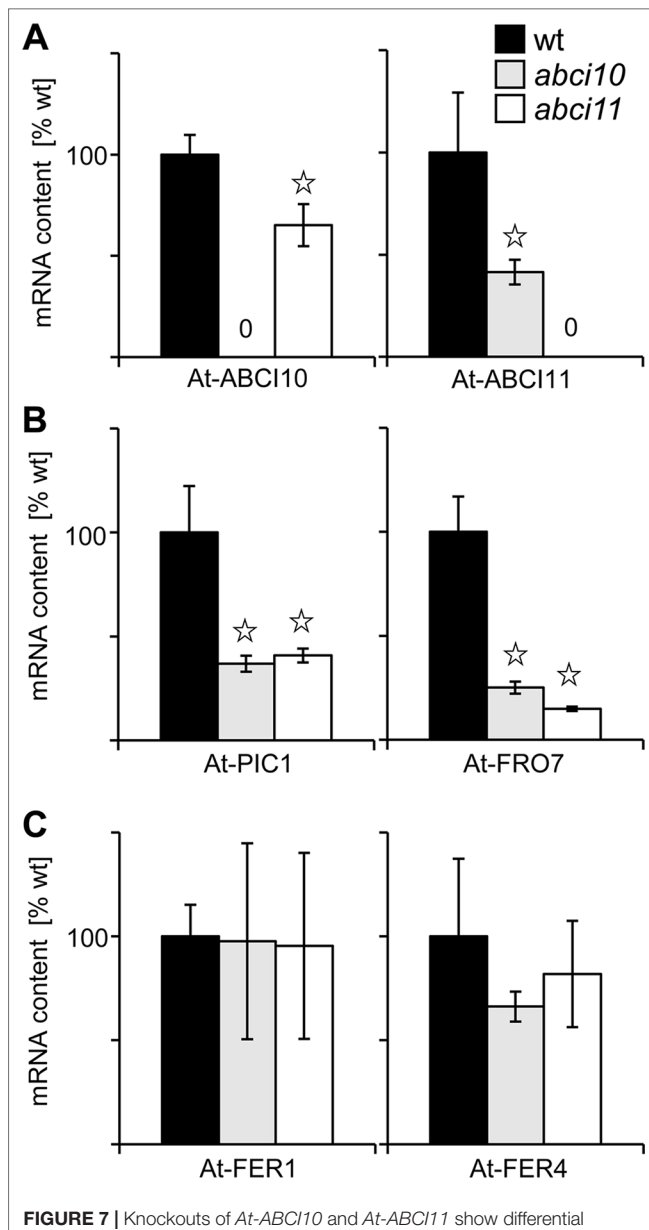 A
wt
abci10
abci11
mRNA content [% wt]
100
☆
0
☆
0
At-ABCI10
At-ABCI11
B
mRNA content [% wt]
100
☆
☆
☆
☆
At-PIC1
At-FRO7
C
mRNA content [% wt]
100
At-FER1
At-FER4
FIGURE 7 | Knockouts of At-ABCI10 and At-ABCI11 show differential